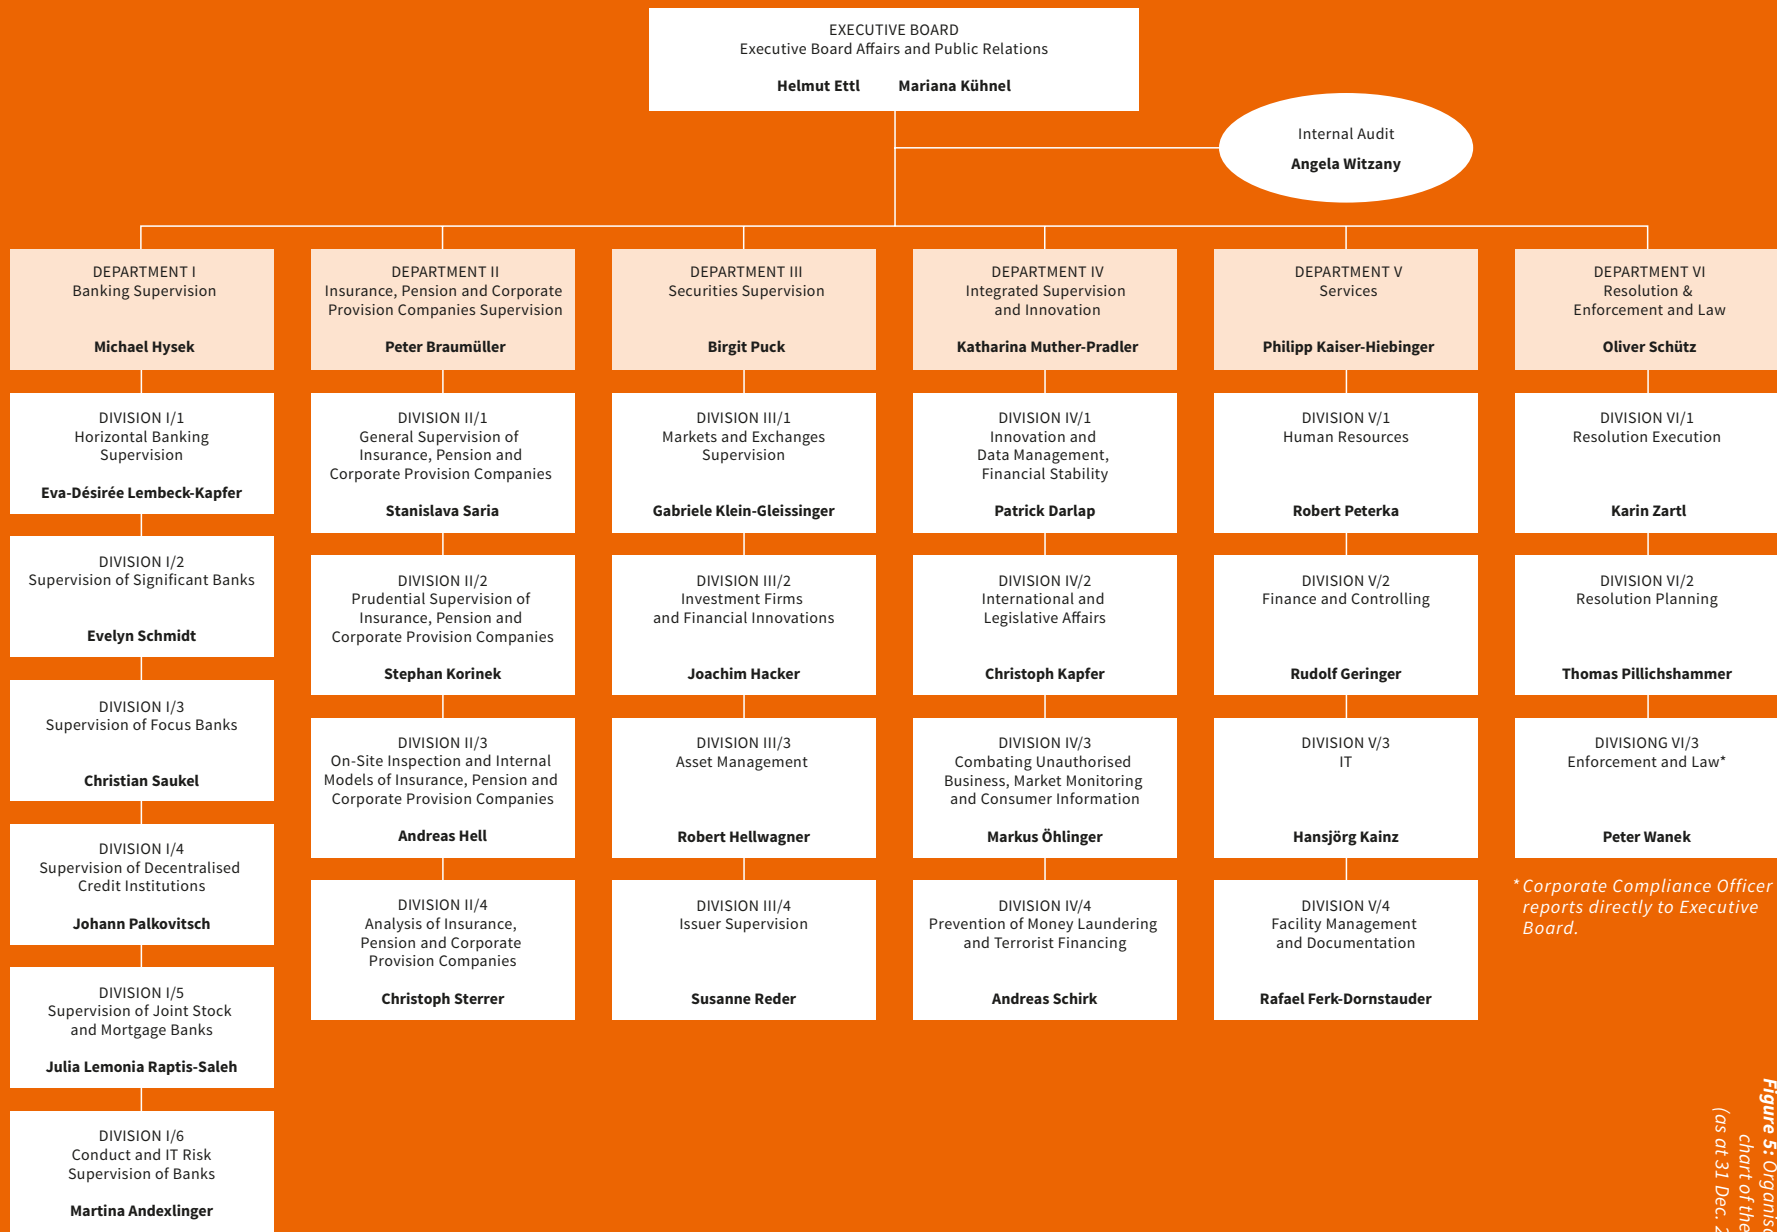 EXECUTIVE BOARD
Executive Board Affairs and Public Relations
Helmut Ettl Mariana Kühnel
Internal Audit
Angela Witzany
DEPARTMENT I
Banking Supervision
Michael Hysek
DIVISION I/1
Horizontal Banking
Supervision
Eva-Désirée Lembeck-Kapfer
DIVISION I/2
Supervision of Significant Banks
Evelyn Schmidt
DIVISION I/3
Supervision of Focus Banks
Christian Saukel
DIVISION I/4
Supervision of Decentralised
Credit Institutions
Johann Palkovitsch
DIVISION I/5
Supervision of Joint Stock
and Mortgage Banks
Julia Lemonia Raptis-Saleh
DIVISION I/6
Conduct and IT Risk
Supervision of Banks
Martina Andexlinger
DEPARTMENT II
Insurance, Pension and Corporate
Provision Companies Supervision
Peter Braumüller
DIVISION II/1
General Supervision of
Insurance, Pension and
Corporate Provision Companies
Stanislava Saria
DIVISION II/2
Prudential Supervision of
Insurance, Pension and
Corporate Provision Companies
Stephan Korinek
DIVISION II/3
On-Site Inspection and Internal
Models of Insurance, Pension and
Corporate Provision Companies
Andreas Hell
DIVISION II/4
Analysis of Insurance,
Pension and Corporate
Provision Companies
Christoph Sterrer
DEPARTMENT III
Securities Supervision
Birgit Puck
DIVISION III/1
Markets and Exchanges
Supervision
Gabriele Klein-Gleissinger
DIVISION III/2
Investment Firms
and Financial Innovations
Joachim Hacker
DIVISION III/3
Asset Management
Robert Hellwagner
DIVISION III/4
Issuer Supervision
Susanne Reder
DEPARTMENT IV
Integrated Supervision
and Innovation
Katharina Muther-Pradler
DIVISION IV/1
Innovation and
Data Management,
Financial Stability
Patrick Darlap
DIVISION IV/2
International and
Legislative Affairs
Christoph Kapfer
DIVISION IV/3
Combating Unauthorised
Business, Market Monitoring
and Consumer Information
Markus Öhlinger
DIVISION IV/4
Prevention of Money Laundering
and Terrorist Financing
Andreas Schirk
DEPARTMENT V
Services
Philipp Kaiser-Hiebinger
DIVISION V/1
Human Resources
Robert Peterka
DIVISION V/2
Finance and Controlling
Rudolf Geringer
DIVISION V/3
IT
Hansjörg Kainz
DIVISION V/4
Facility Management
and Documentation
Rafael Ferk-Dornstauder
DEPARTMENT VI
Resolution &
Enforcement and Law
Oliver Schütz
DIVISION VI/1
Resolution Execution
Karin Zartl
DIVISION VI/2
Resolution Planning
Thomas Pillichshammer
DIVISIONG VI/3
Enforcement and Law*
Peter Wanek
* Corporate Compliance Officer
reports directly to Executive
Board.
Figure 5:
chart of the
(as at 31 Dec.